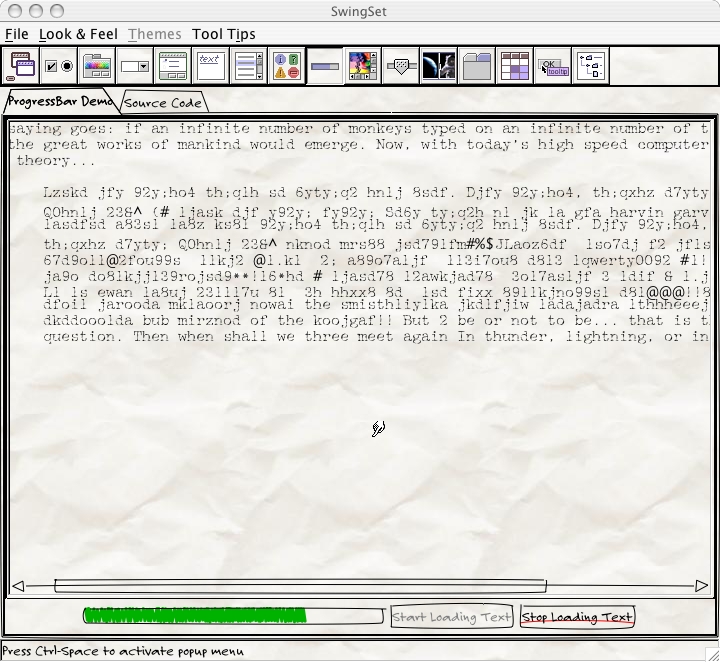 SwingSet
File Look & Feel Themes Tool Tips
text
OK
tooltip
ProgressBar Demo Source Code
saying goes: if an infinite number of monkeys typed on an infinite number of t
the great works of mankind would emerge. Now, with today's high speed computer
theory...
Lzskd jfy 92y;ho4 th;qlh sd 6yty;q2 hnlj 8sdf. Djfy 92y;ho4, th;qxhz d7yty
QOhnlj 23&^ (# ljask djf y92y; fy92y; Sd6y ty;q2h nl jk la gfa harvin garv
lasdfsd a83sl la8z ks8l 92y;ho4 th;qlh sd 6yty;q2 hnlj 8sdf. Djfy 92y;ho4,
th;qxhz d7yty; QOhnlj 23&^ nknod mrs88 jsd79lfm#%$JLaoz6df lso7dj f2 jfls
67d9oll@2fou99s llkj2 @l.kl 2; a89o7aljf ll3i7ou8 d8l3 lqwerty0092 #l!
ja9o do8lkjjl39rojsd9**!l6*hd # ljasd78 l2awkjad78 3ol7asljf 3 ldif & l.j
Ll ls ewan la8uj 23lll7u 8l 3h hhxx8 8d lsd fixx 89llkjno99sl d8l@@@!!8
dfoil jarooda mklaoorj nowai the smisthliylka jkdlfjiw ladajadra lthhheeej
dkddooolda bub mirznod of the koojgaf!! But 2 be or not to be... that is t
question. Then when shall we three meet again In thunder, lightning, or in
Start Loading Text Stop Loading Text
Press Ctrl-Space to activate popup menu